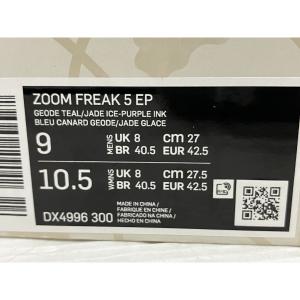 ZOOM FREAK 5 EP
GEODE TEAL/JADE ICE-PURPLE INK
BLEU CANARD GEODE/JADE GLACE
9 MENS UK 8 cm 27
BR 40.5 EUR 42.5
10.5 WMNS UK 8 cm 27.5
BR 40.5 EUR 42.5
DX4996 300
MADE IN CHINA /
FABRIQUE EN CHINE /
FABRICADO NA CHINA /
HECHO EN CHINA